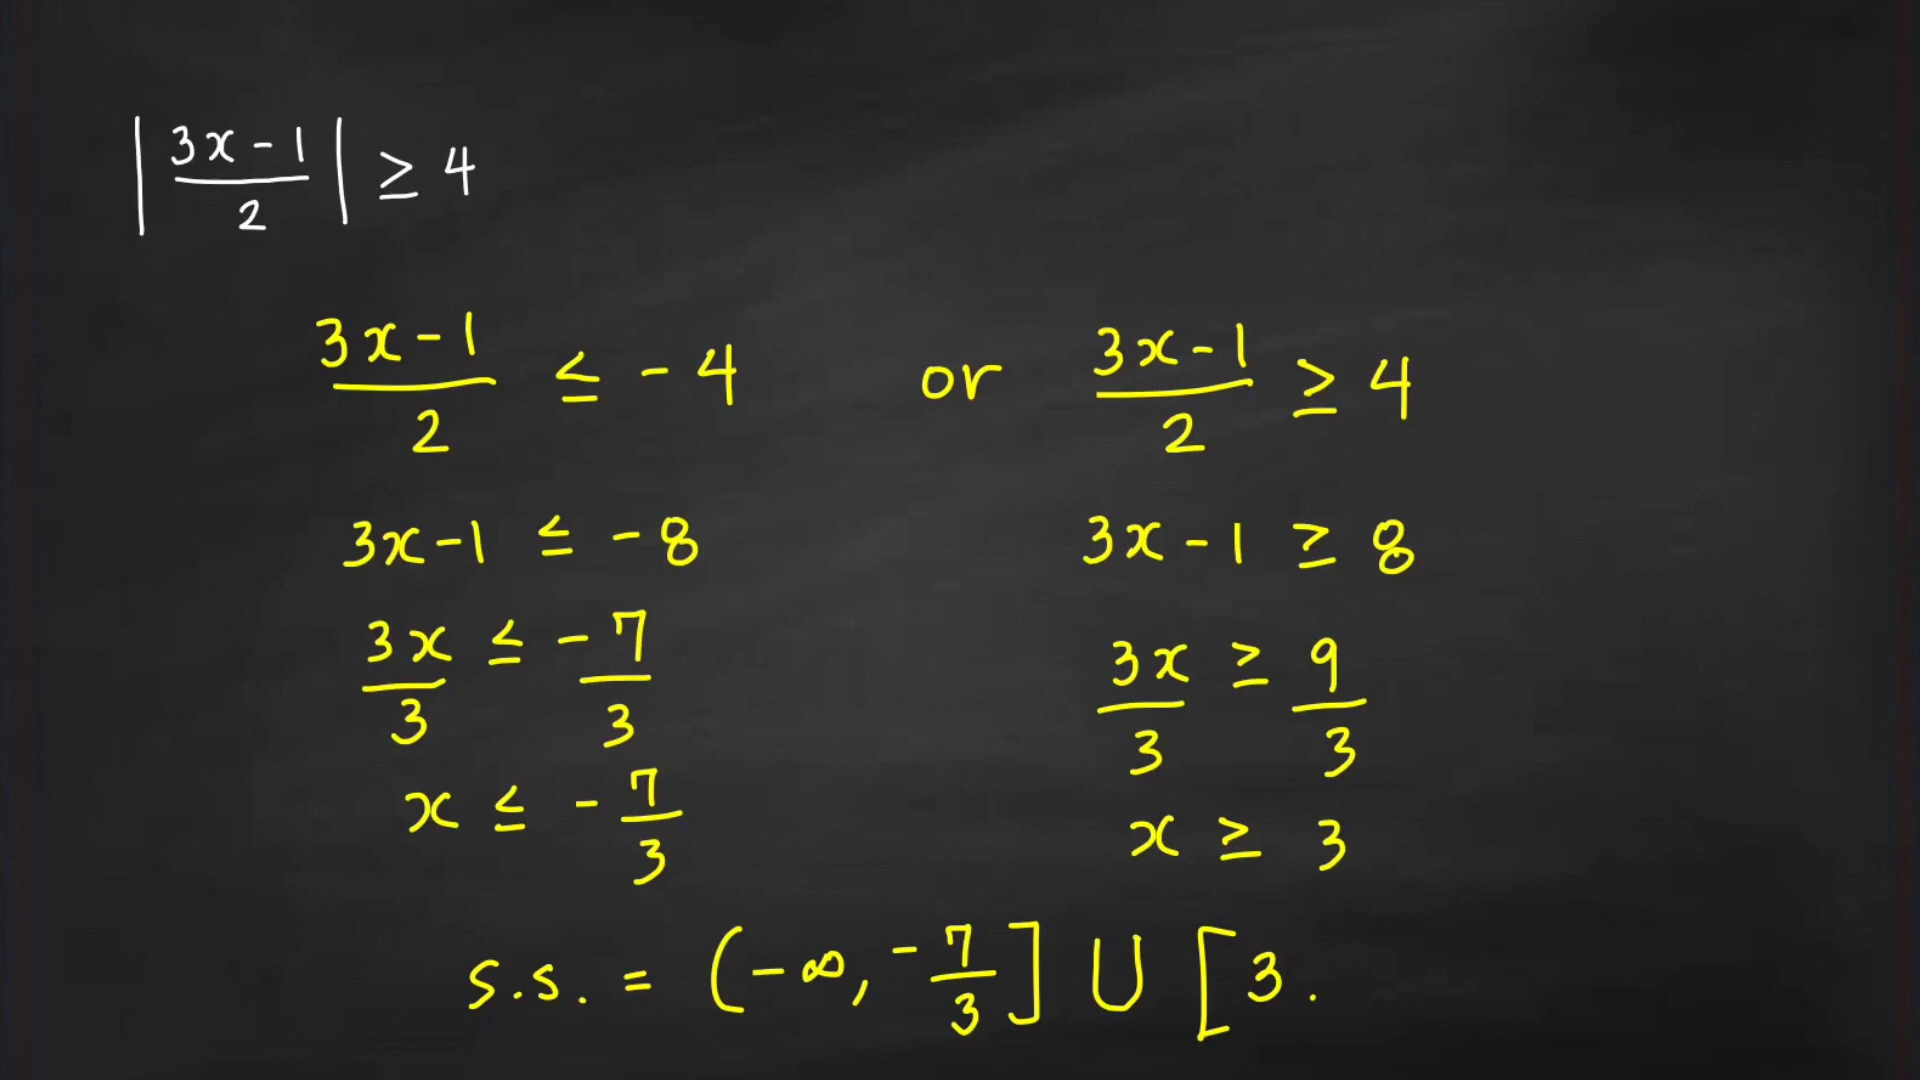 |3x-1/2| ≥ 4
3x-1/2 ≤ -4 or 3x-1/2 ≥ 4
3x-1 ≤ -8 3x-1 ≥ 8
3x/3 ≤ -7/3 3x/3 ≥ 9/3
x ≤ -7/3 x ≥ 3
s.s. = (-∞, -7/3] ∪ [3.